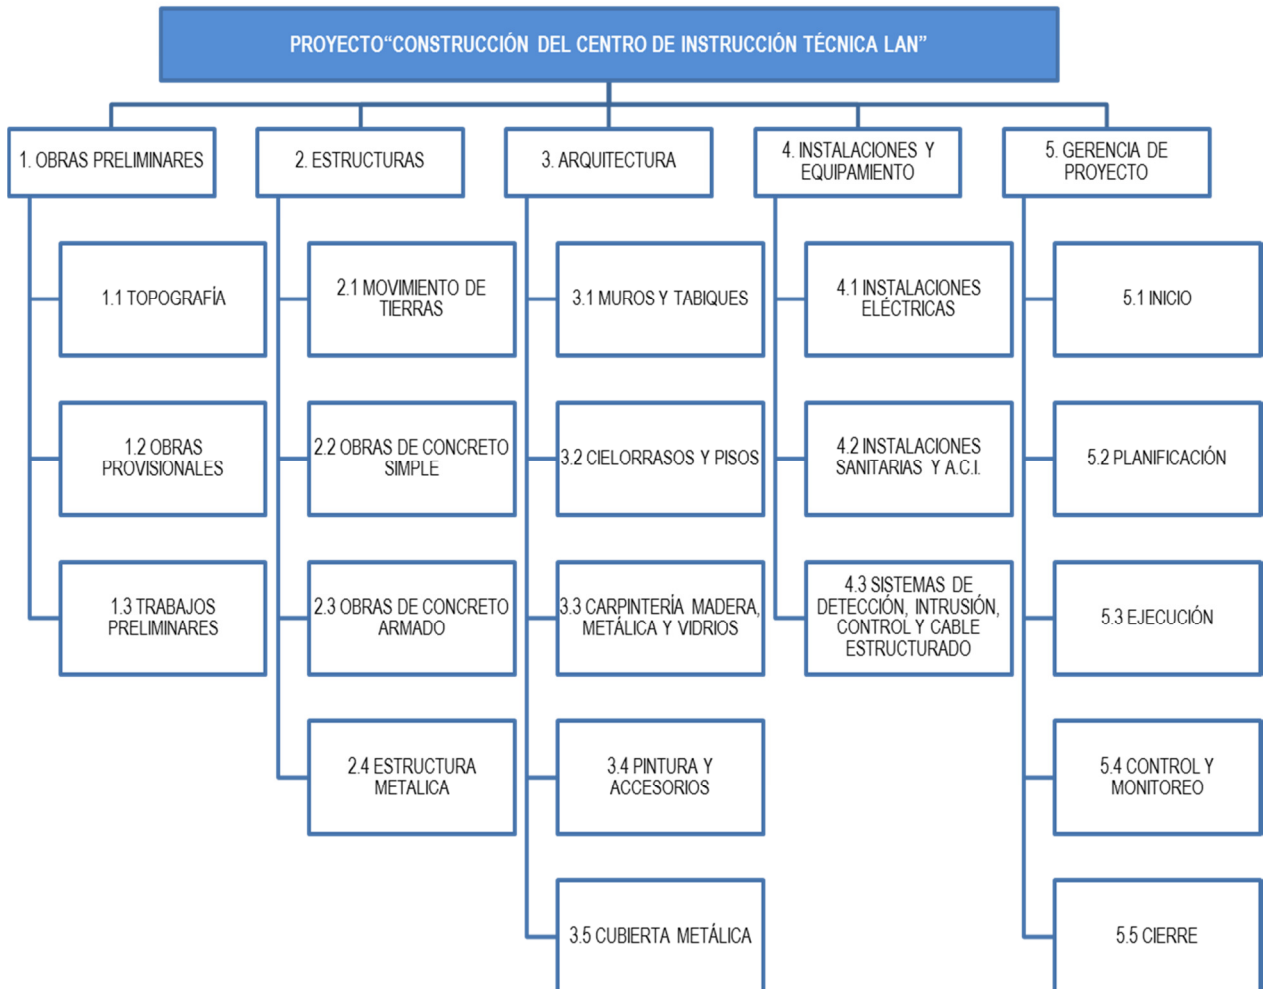 PROYECTO“CONSTRUCCIÓN DEL CENTRO DE INSTRUCCIÓN TÉCNICA LAN”
1. OBRAS PRELIMINARES
1.1 TOPOGRAFÍA
1.2 OBRAS
PROVISIONALES
1.3 TRABAJOS
PRELIMINARES
2. ESTRUCTURAS
2.1 MOVIMIENTO DE
TIERRAS
2.2 OBRAS DE CONCRETO
SIMPLE
2.3 OBRAS DE CONCRETO
ARMADO
2.4 ESTRUCTURA
METALICA
3. ARQUITECTURA
3.1 MUROS Y TABIQUES
3.2 CIELORRASOS Y PISOS
3.3 CARPINTERÍA MADERA,
METÁLICA Y VIDRIOS
3.4 PINTURA Y
ACCESORIOS
3.5 CUBIERTA METÁLICA
4. INSTALACIONES Y
EQUIPAMIENTO
4.1 INSTALACIONES
ELÉCTRICAS
4.2 INSTALACIONES
SANITARIAS Y A.C.I.
4.3 SISTEMAS DE
DETECCIÓN, INTRUSIÓN,
CONTROL Y CABLE
ESTRUCTURADO
5. GERENCIA DE
PROYECTO
5.1 INICIO
5.2 PLANIFICACIÓN
5.3 EJECUCIÓN
5.4 CONTROL Y
MONITOREO
5.5 CIERRE